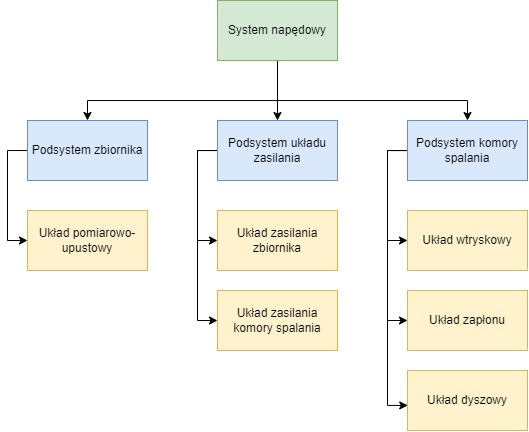 System napędowy
Podsystem zbiornika
Podsystem układu
zasilania
Podsystem komory
spalania
Układ pomiarowo-
upustowy
Układ zasilania
zbiornika
Układ wtryskowy
Układ zasilania
komory spalania
Układ zapłonu
Układ dyszowy